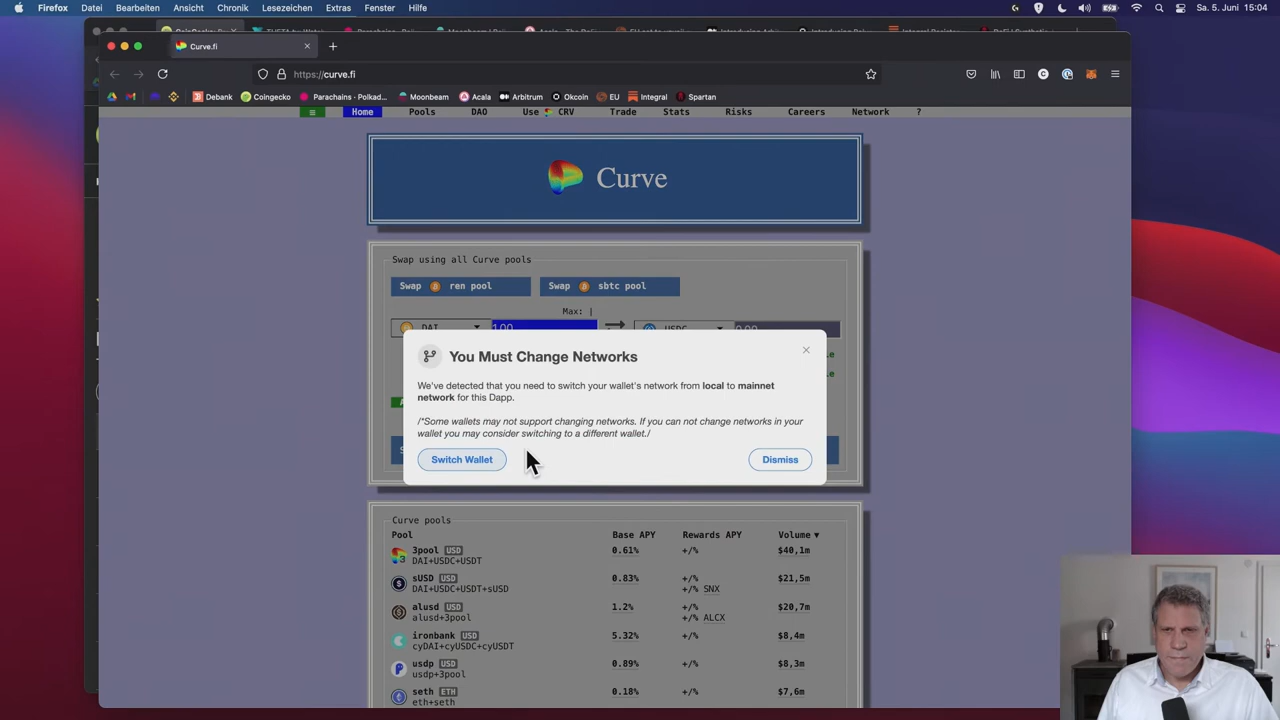 Firefox Datei Bearbeiten Ansicht Chronik Lesezeichen Extras Fenster Hilfe
Sa. 5. Juni 15:04
Curve.fi
https://curve.fi
Debank Coingecko Parachains - Polkad... Moonbeam Acala Arbitrum Okcoin EU Integral Spartan
Home Pools DAO Use CRV Trade Stats Risks Careers Network ?
Curve
Swap using all Curve pools
Swap ren pool Swap sbtc pool
Max: |
DAI 1.00 USDC 0.00
You Must Change Networks
We've detected that you need to switch your wallet's network from local to mainnet
network for this Dapp.
/*Some wallets may not support changing networks. If you can not change networks in your
wallet you may consider switching to a different wallet./
Switch Wallet Dismiss
Curve pools
Pool Base APY Rewards APY Volume ▼
3pool USD 0.61% +/% $40,1m
DAI+USDC+USDT
sUSD USD 0.83% +/% $21,5m
DAI+USDC+USDT+sUSD +/% SNX
alusd USD 1.2% +/% $20,7m
alusd+3pool +/% ALCX
ironbank USD 5.32% +/% $8,4m
cyDAI+cyUSDC+cyUSDT
usdp USD 0.89% +/% $8,3m
usdp+3pool
seth ETH 0.18% +/% $7,6m
eth+seth